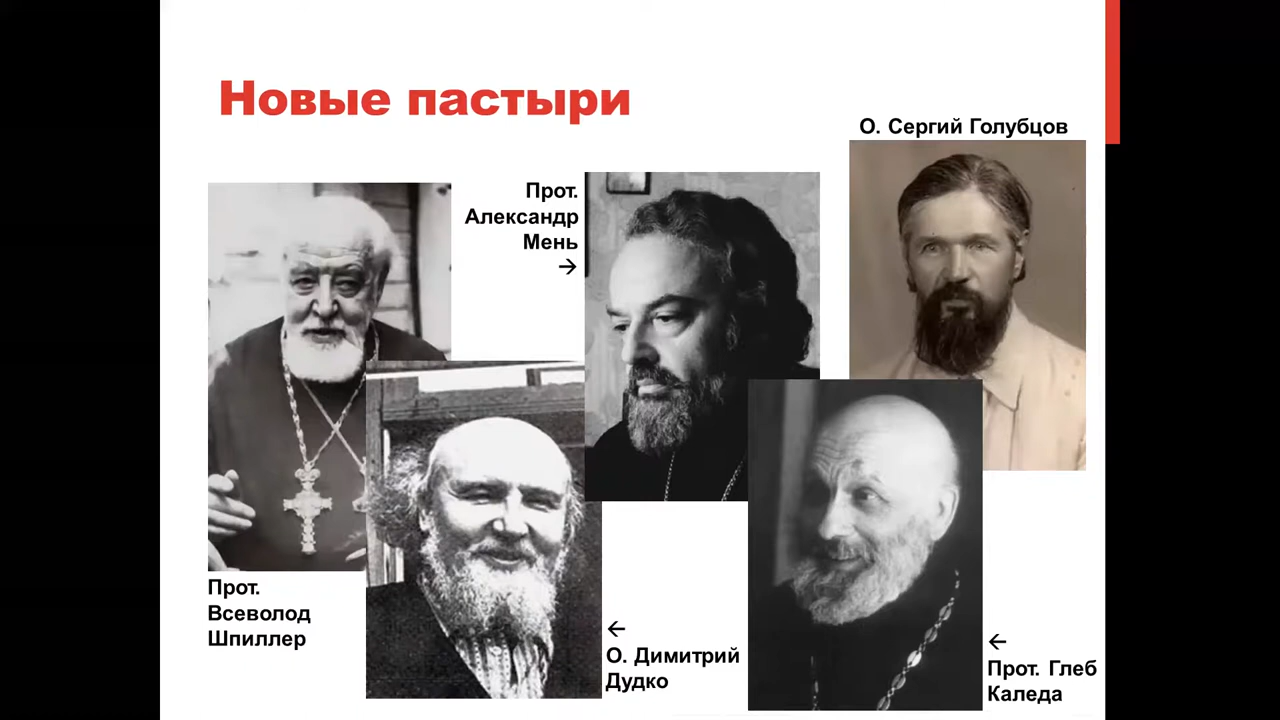 Новые пастыри
О. Сергий Голубцов
Прот.
Александр
Мень
→
Прот.
Всеволод
Шпиллер
←
О. Димитрий
Дудко
←
Прот. Глеб
Каледа